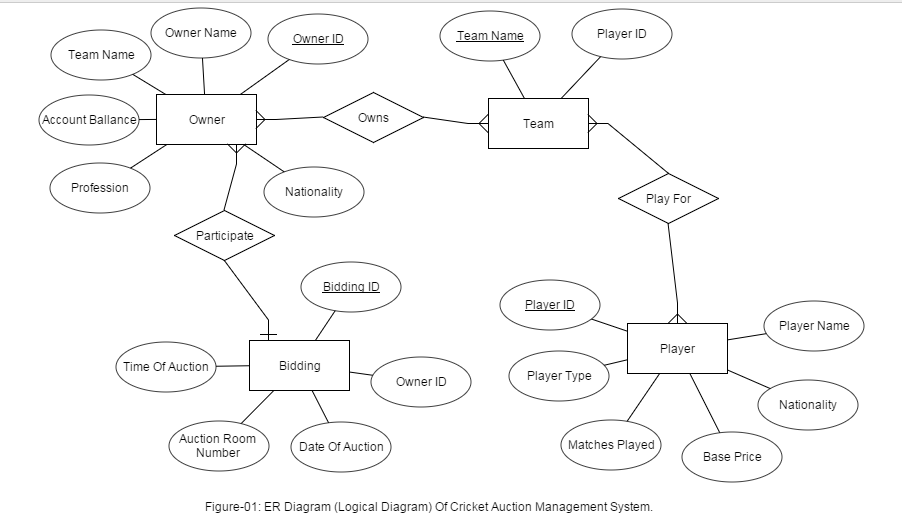 Owner Name
Owner ID
Team Name
Player ID
Team Name
Account Ballance
Owner
Owns
Team
Profession
Nationality
Play For
Participate
Bidding ID
Player ID
Player Name
Player
Time Of Auction
Bidding
Player Type
Owner ID
Nationality
Auction Room
Number
Date Of Auction
Matches Played
Base Price
Figure-01: ER Diagram (Logical Diagram) Of Cricket Auction Management System.